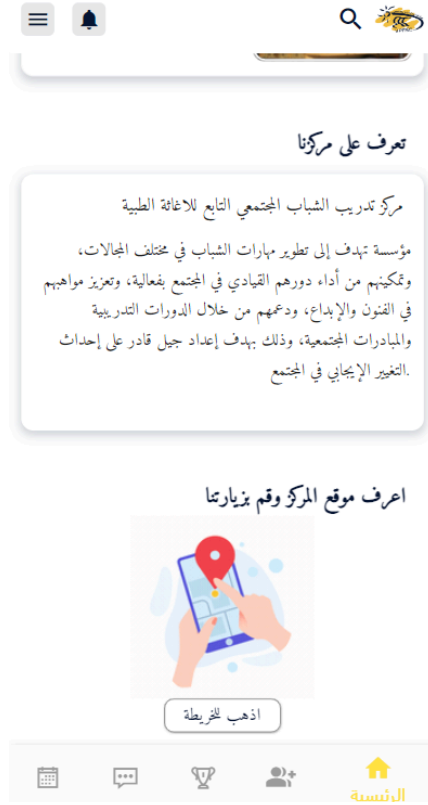 تعرف على مركزنا
مركز تدريب الشباب المجتمعي التابع للاغاثة الطبية
مؤسسة تهدف إلى تطوير مهارات الشباب في مختلف المجالات،
وتمكينهم من أداء دورهم القيادي في المجتمع بفعالية، وتعزيز مواهبهم
في الفنون والإبداع، ودعمهم من خلال الدورات التدريبية
والمبادرات المجتمعية، وذلك بهدف إعداد جيل قادر على إحداث
.التغيير الإيجابي في المجتمع
اعرف موقع المركز وقم بزيارتنا
اذهب للخريطة
الرئيسية